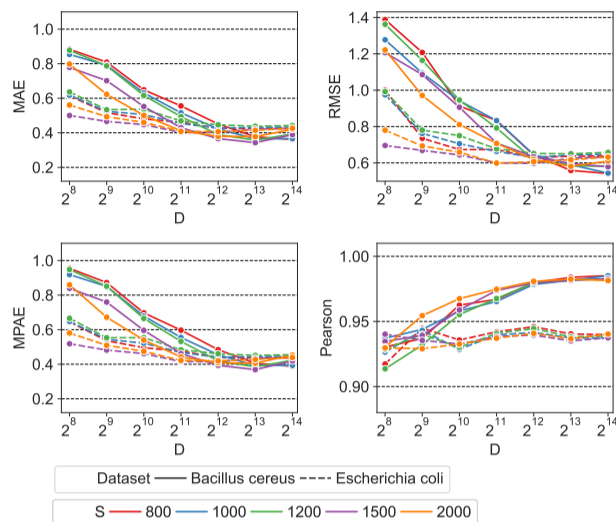 MAE
1.0
0.8
0.6
0.4
0.2
2^8 2^9 2^10 2^11 2^12 2^13 2^14
D
RMSE
1.4
1.2
1.0
0.8
0.6
2^8 2^9 2^10 2^11 2^12 2^13 2^14
D
MPAE
1.0
0.8
0.6
0.4
0.2
2^8 2^9 2^10 2^11 2^12 2^13 2^14
D
Pearson
1.00
0.95
0.90
2^8 2^9 2^10 2^11 2^12 2^13 2^14
D
Dataset Bacillus cereus Escherichia coli
S 800 1000 1200 1500 2000